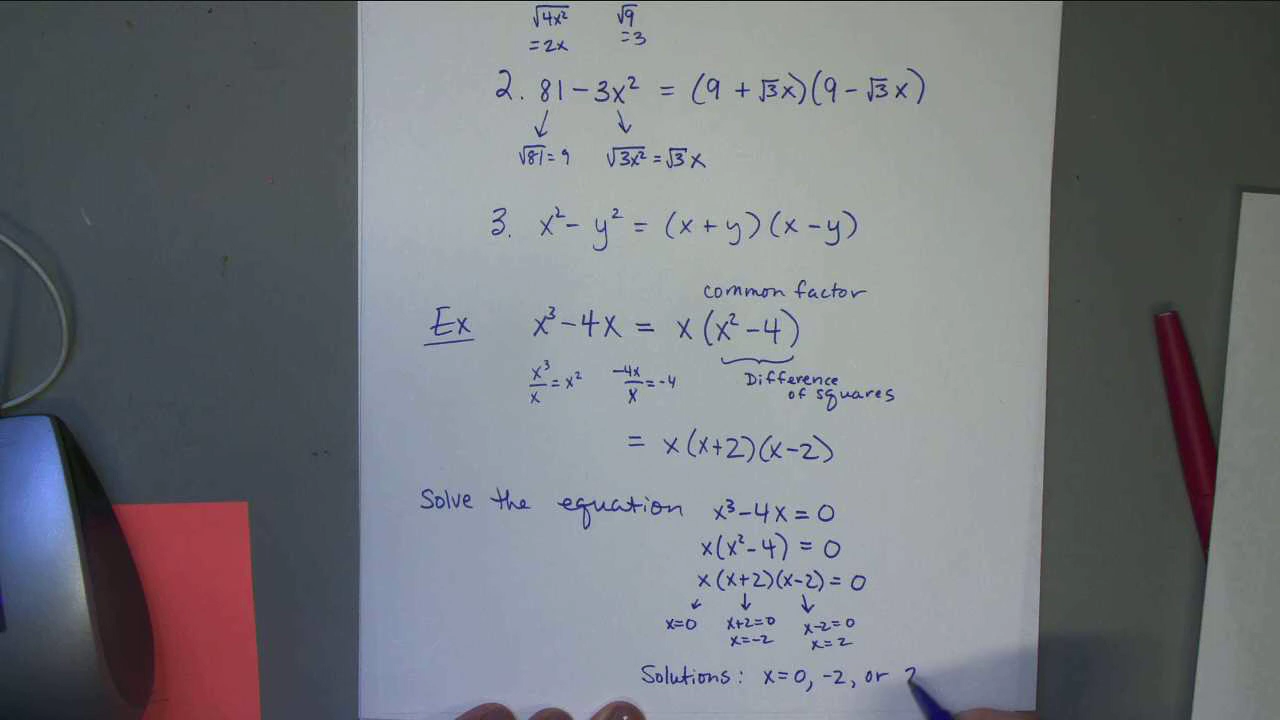 √4x² √9
=2x =3
2. 81 - 3x² = (9 + √3x)(9 - √3x)
√81 = 9 √3x² = √3x
3. x² - y² = (x + y)(x - y)
common factor
Ex x³ - 4x = x(x² - 4)
x³/x = x² -4x/x = -4 Difference
of squares
= x(x+2)(x-2)
Solve the equation x³ - 4x = 0
x(x² - 4) = 0
x(x+2)(x-2) = 0
x=0 x+2=0 x-2=0
x=-2 x=2
Solutions: x=0, -2, or 2